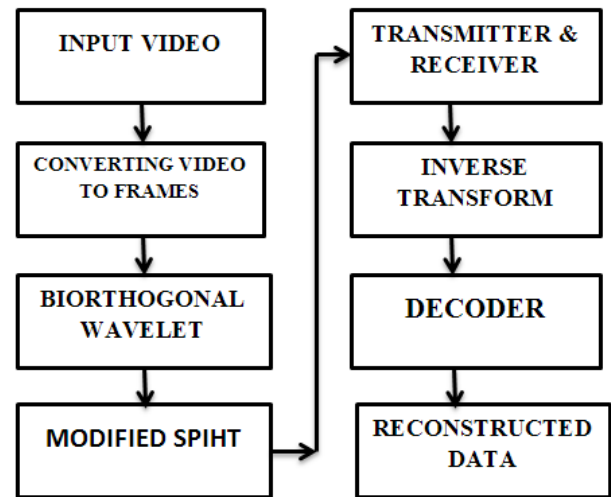 INPUT VIDEO
CONVERTING VIDEO
TO FRAMES
BIORTHOGONAL
WAVELET
MODIFIED SPIHT
TRANSMITTER &
RECEIVER
INVERSE
TRANSFORM
DECODER
RECONSTRUCTED
DATA